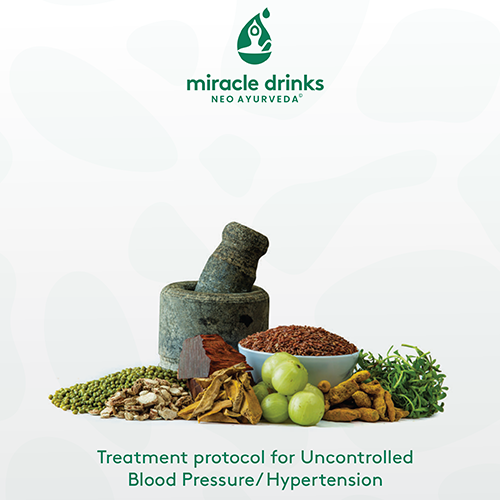 miracle drinks
NEO AYURVEDA©
Treatment protocol for Uncontrolled
Blood Pressure/Hypertension